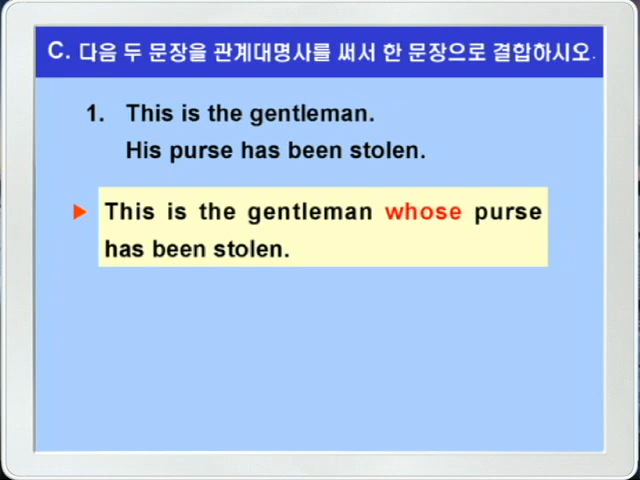 C. 다음 두 문장을 관계대명사를 써서 한 문장으로 결합하시오.
1. This is the gentleman.
His purse has been stolen.
This is the gentleman whose purse
has been stolen.